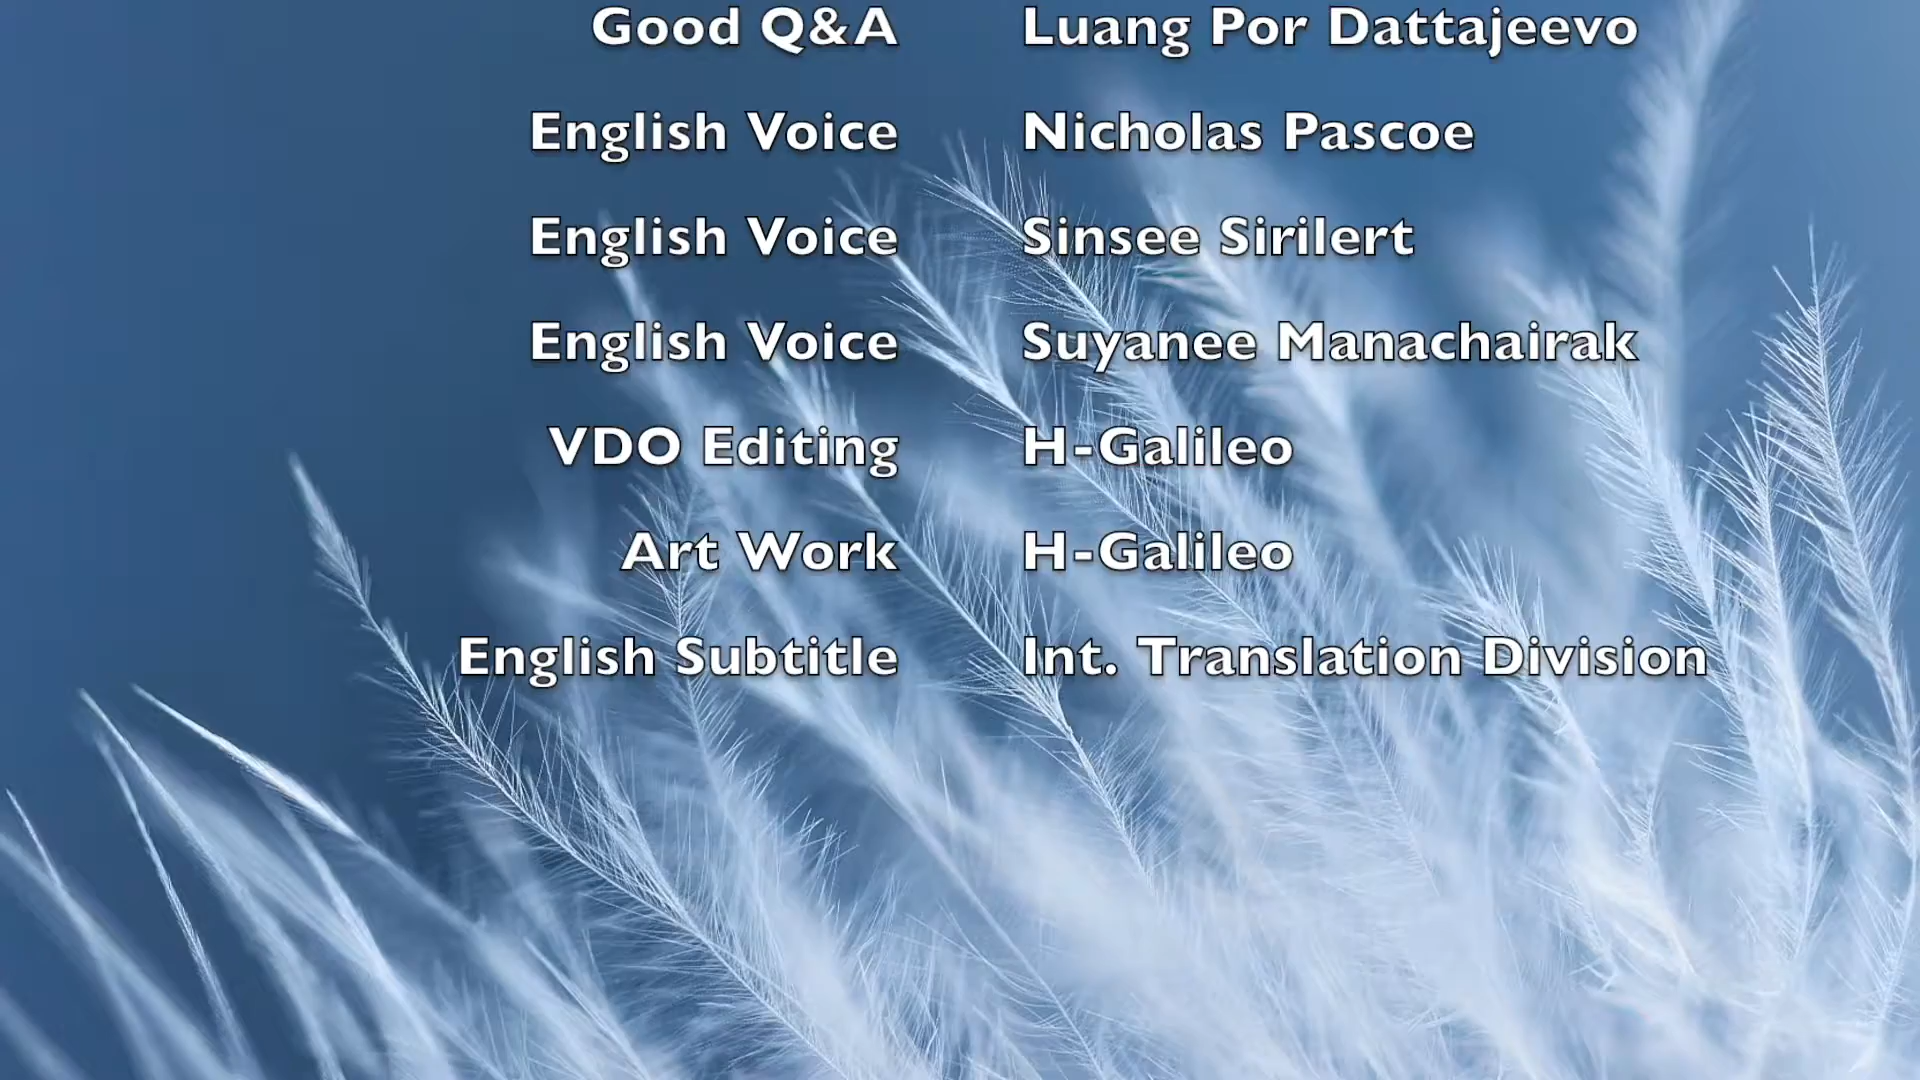 Good Q&A Luang Por Dattajeevo
English Voice Nicholas Pascoe
English Voice Sinsee Sirilert
English Voice Suyanee Manachairak
VDO Editing H-Galileo
Art Work H-Galileo
English Subtitle Int. Translation Division